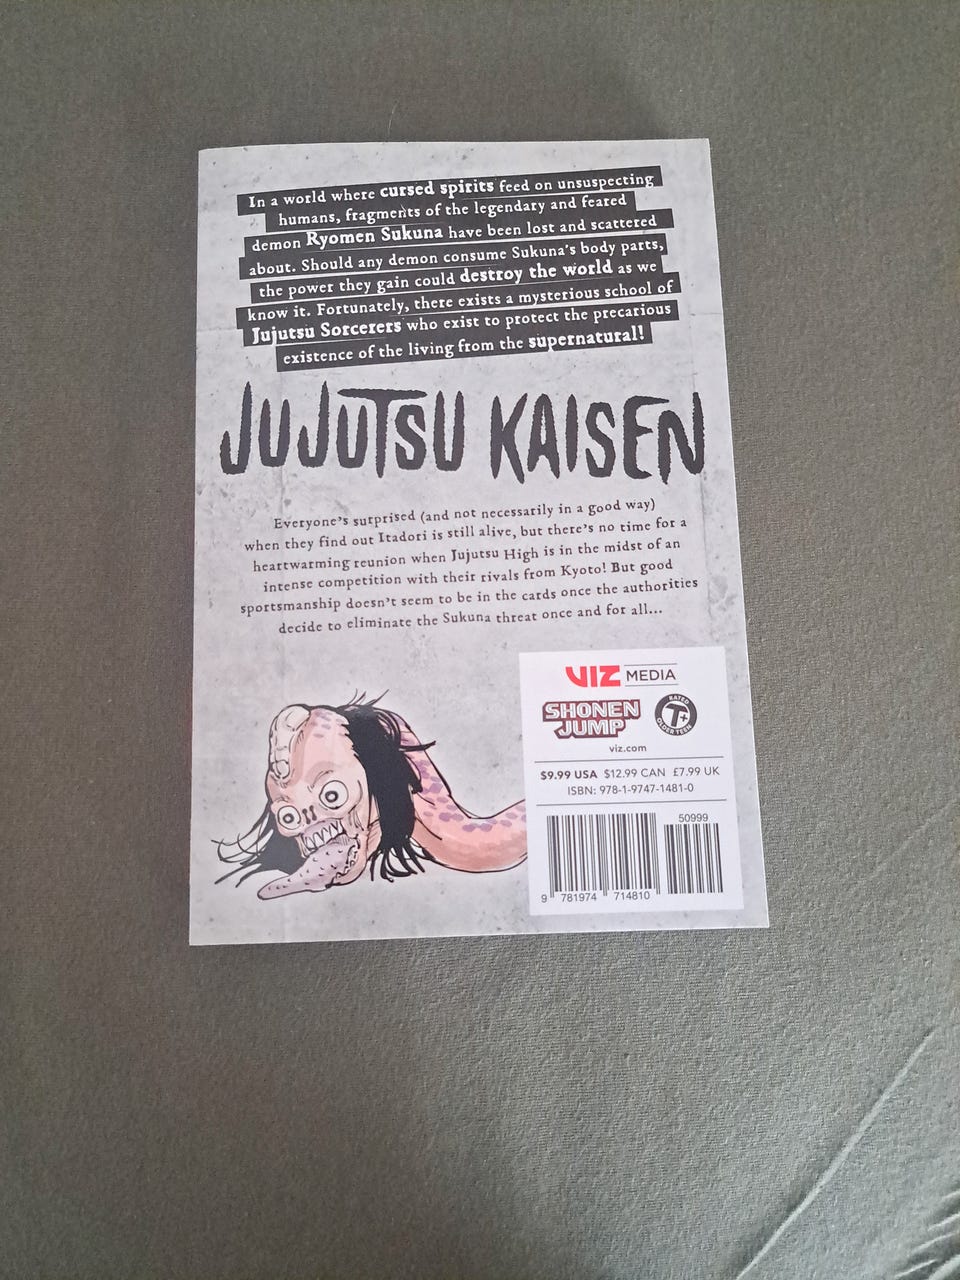 In a world where cursed spirits feed on unsuspecting
humans, fragments of the legendary and feared
demon Ryomen Sukuna have been lost and scattered
about. Should any demon consume Sukuna's body parts,
the power they gain could destroy the world as we
know it. Fortunately, there exists a mysterious school of
Jujutsu Sorcerers who exist to protect the precarious
existence of the living from the supernatural!
JUJUTSU KAISEN
Everyone's surprised (and not necessarily in a good way)
when they find out Itadori is still alive, but there's no time for a
heartwarming reunion when Jujutsu High is in the midst of an
intense competition with their rivals from Kyoto! But good
sportsmanship doesn't seem to be in the cards once the authorities
decide to eliminate the Sukuna threat once and for all...
VIZ MEDIA
SHONEN
JUMP
RATED
T+
OLDER TEEN
viz.com
$9.99 USA $12.99 CAN £7.99 UK
ISBN: 978-1-9747-1481-0
50999
9 781974 714810